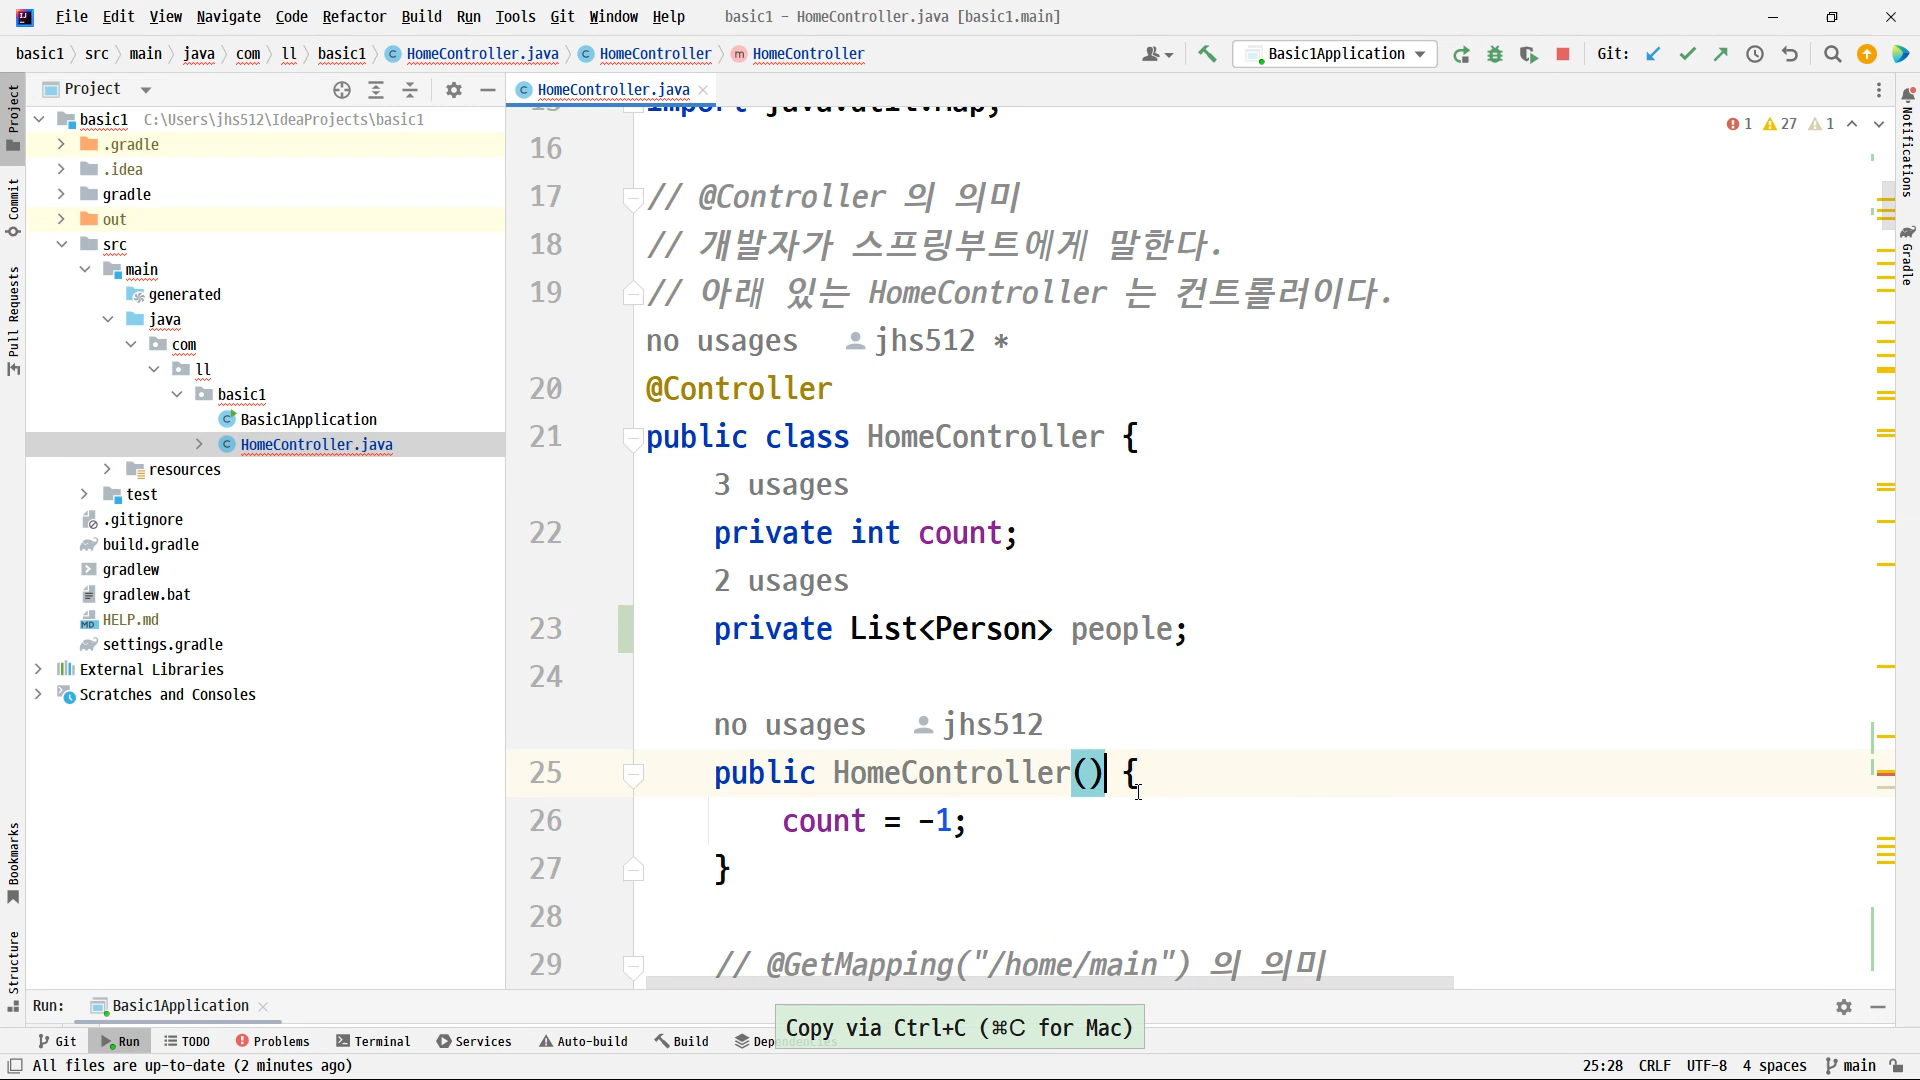 File Edit View Navigate Code Refactor Build Run Tools Git Window Help basic1 - HomeController.java [basic1.main]
basic1 src main java com ll basic1 HomeController.java HomeController HomeController Basic1Application Git:
Project
HomeController.java
basic1 C:\Users\jhs512\IdeaProjects\basic1
.gradle
.idea
gradle
out
src
main
generated
java
com
ll
basic1
Basic1Application
HomeController.java
resources
test
.gitignore
build.gradle
gradlew
gradlew.bat
HELP.md
settings.gradle
External Libraries
Scratches and Consoles
Project
Commit
Pull Requests
Bookmarks
Structure
15 import java.util.Map;
1 27 1
16
17 // @Controller 의 의미
18 // 개발자가 스프링부트에게 말한다.
19 // 아래 있는 HomeController 는 컨트롤러이다.
no usages jhs512 *
20 @Controller
21 public class HomeController {
3 usages
22 private int count;
2 usages
23 private List<Person> people;
24
no usages jhs512
25 public HomeController() {
26 count = -1;
27 }
28
29 // @GetMapping("/home/main") 의 의미
Notifications
Gradle
Run: Basic1Application
Copy via Ctrl+C (⌘C for Mac)
Git Run TODO Problems Terminal Services Auto-build Build Dependencies
All files are up-to-date (2 minutes ago) 25:28 CRLF UTF-8 4 spaces main